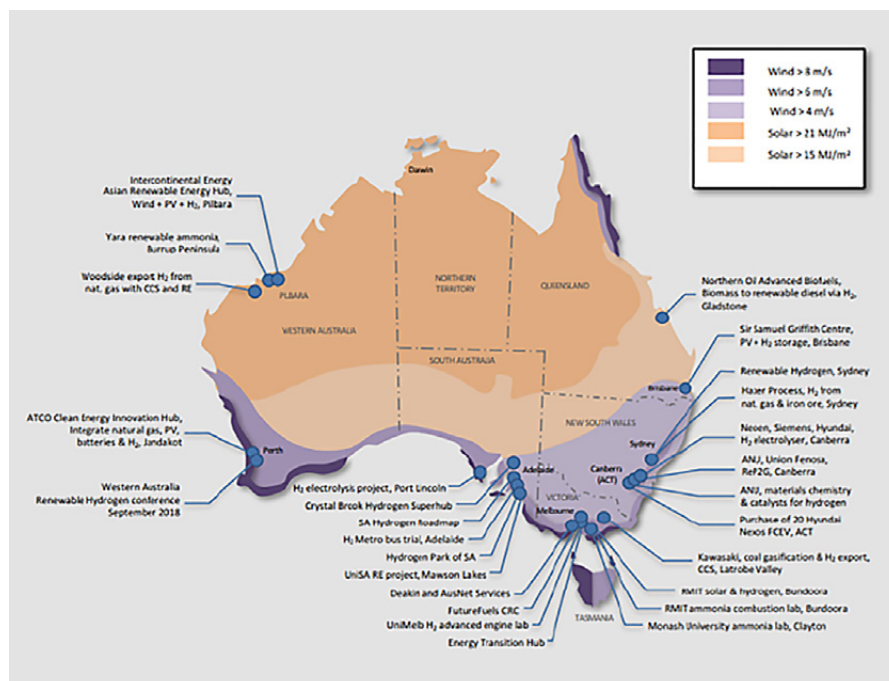 Wind > 8 m/s
Wind > 6 m/s
Wind > 4 m/s
Solar > 21 MJ/m²
Solar > 15 MJ/m²
Darwin
Intercontinental Energy
Asian Renewable Energy Hub,
Wind + PV + H₂, Pilbara
Yara renewable ammonia,
Burrup Peninsula
Woodside export H₂ from
nat. gas with CCS and RE
PLBARA
NORTHERN
TERRITORY
QUEENSLAND
WESTERN AUSTRALIA
SOUTH AUSTRALIA
Northern Oil Advanced Biofuels,
Biomass to renewable diesel via H₂,
Gladstone
Sir Samuel Griffith Centre,
PV + H₂ storage, Brisbane
Brisbane
Renewable Hydrogen, Sydney
Hazer Process, H₂ from
nat. gas & iron ore, Sydney
NEW SOUTH WALES
Sydney
Neoen, Siemens, Hyundai,
H₂ electrolyser, Canberra
Canberra
(ACT)
ANU, Union Fenosa,
ReP2G, Canberra
ANU, materials chemistry
& catalysts for hydrogen
Purchase of 20 Hyundai
Nexos FCEV, ACT
ATCO Clean Energy Innovation Hub,
Integrate natural gas, PV,
batteries & H₂, Jandakot
Perth
Western Australia
Renewable Hydrogen conference
September 2018
Adelaide
VICTORIA
Melbourne
H₂ electrolysis project, Port Lincoln
Crystal Brook Hydrogen Superhub
SA Hydrogen Roadmap
H₂ Metro bus trial, Adelaide
Hydrogen Park of SA
UniSA RE project, Mawson Lakes
Deakin and AusNet Services
FutureFuels CRC
UniMelb H₂ advanced engine lab
Energy Transition Hub
Kawasaki, coal gasification & H₂ export,
CCS, Latrobe Valley
RMIT solar & hydrogen, Bundoora
RMIT ammonia combustion lab, Bundoora
Monash University ammonia lab, Clayton
TASMANIA